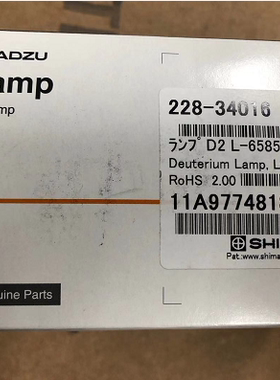 ADZU
amp
mp
228-34016
ランプ D2 L-6585
Deuterium Lamp, L
RoHS 2.00
11A977481
SHI
Pat:www.shima
uine Parts